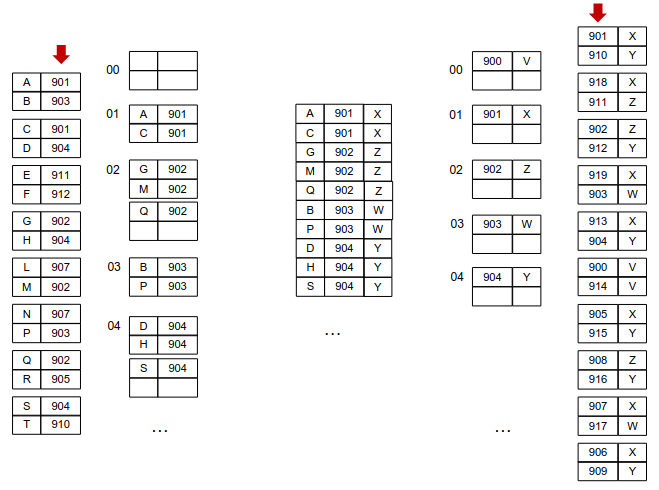 A 901
B 903
C 901
D 904
E 911
F 912
G 902
H 904
L 907
M 902
N 907
P 903
Q 902
R 905
S 904
T 910
00
01
A 901
C 901
02
G 902
M 902
Q 902
03
B 903
P 903
04
D 904
H 904
S 904
...
A 901 X
C 901 X
G 902 Z
M 902 Z
Q 902 Z
B 903 W
P 903 W
D 904 Y
H 904 Y
S 904 Y
...
00
900 V
01
901 X
02
902 Z
03
903 W
04
904 Y
...
901 X
910 Y
918 X
911 Z
902 Z
912 Y
919 X
903 W
913 X
904 Y
900 V
914 V
905 X
915 Y
908 Z
916 Y
907 X
917 W
906 X
909 Y